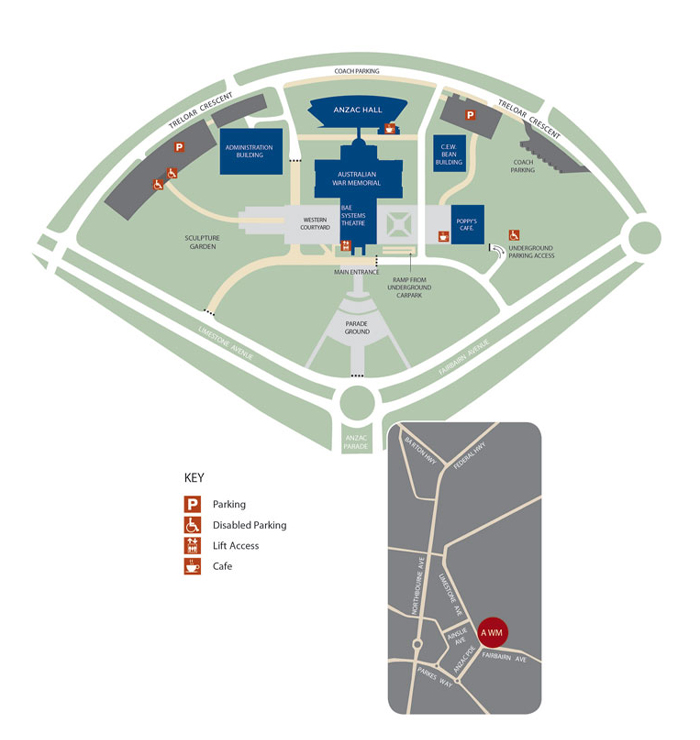 COACH PARKING
TRELOAR CRESCENT
TRELOAR CRESCENT
ANZAC HALL
P
P
ADMINISTRATION
BUILDING
C.E.W.
BEAN
BUILDING
COACH
PARKING
AUSTRALIAN
WAR MEMORIAL
BAE
SYSTEMS
THEATRE
WESTERN
COURTYARD
POPPY'S
CAFÉ
SCULPTURE
GARDEN
UNDERGROUND
PARKING ACCESS
MAIN ENTRANCE
RAMP FROM
UNDERGROUND
CARPARK
PARADE
GROUND
LIMESTONE AVENUE
FAIRBAIRN AVENUE
ANZAC
PARADE
KEY
P Parking
Disabled Parking
Lift Access
Cafe
BARTON HWY
FEDERAL HWY
NORTHBOURNE AVE
LIMESTONE AVE
AINSLIE
AVE
A WM
ANZAC PDE
FAIRBAIRN AVE
PARKES WAY